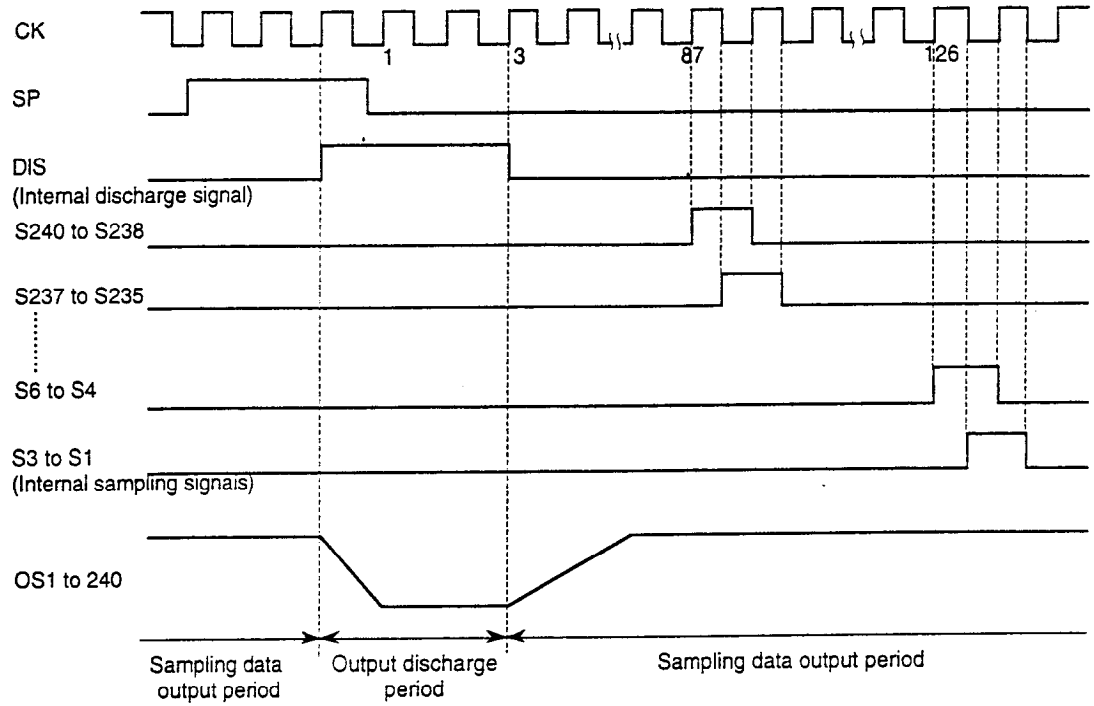 CK
1
3
87
126
SP
DIS
(Internal discharge signal)
S240 to S238
S237 to S235
S6 to S4
S3 to S1
(Internal sampling signals)
OS1 to 240
Sampling data
output period
Output discharge
period
Sampling data output period